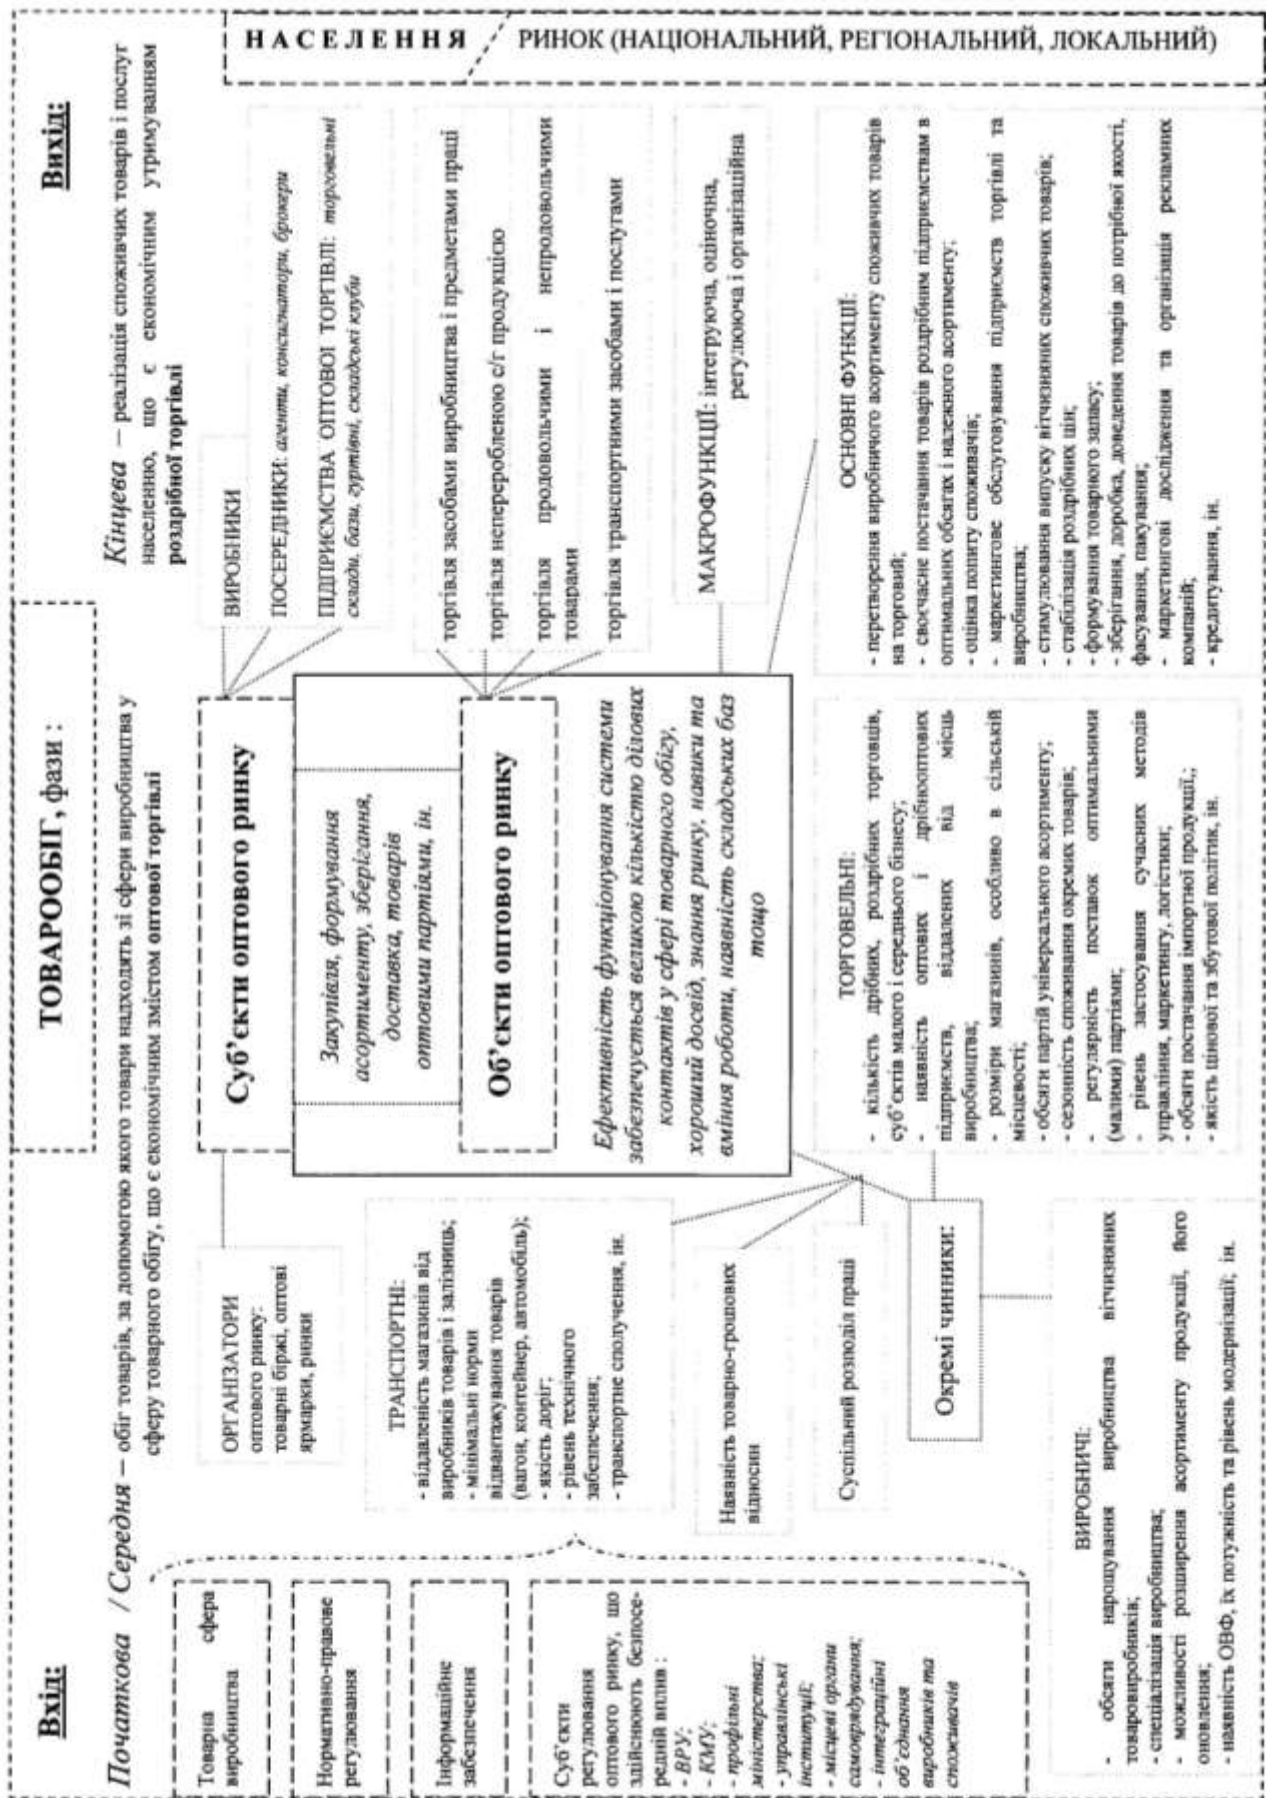 ТОВАРООБІГ, фази :
Вхід:
Вихід:
Початкова / Середня – обіг товарів, за допомогою якого товари надходять зі сфери виробництва у
сферу товарного обігу, що є економічним змістом оптової торгівлі
Кінцева – реалізація споживчих товарів і послуг
населенню, що є економічним утримуванням
роздрібної торгівлі
Товарна сфера
виробництва
Нормативно-правове
регулювання
Інформаційне
забезпечення
Суб'єкти
регулювання
оптового ринку, що
здійснюють безпосе-
редній вплив :
- ВРУ;
- КМУ;
- профільні
міністерства;
- управлінські
інституції;
- місцеві органи
самоврядування;
- інтеграційні
об'єднання
виробників та
споживачів
ОРГАНІЗАТОРИ
оптового ринку:
товарні біржі, оптові
ярмарки, ринки
ТРАНСПОРТНІ:
- віддаленість магазинів від
виробників товарів і залізниць;
- мінімальні норми
відвантажування товарів
(вагон, контейнер, автомобіль);
- якість доріг;
- рівень технічного
забезпечення;
- транспортне сполучення, ін.
Наявність товарно-грошових
відносин
Суспільний розподіл праці
Окремі чинники:
Суб'єкти оптового ринку
Закупівля, формування
асортименту, зберігання,
доставка, товарів
оптовими партіями, ін.
Об'єкти оптового ринку
Ефективність функціонування системи
забезпечується великою кількістю ділових
контактів у сфері товарного обігу,
хороший досвід, знання ринку, навики та
вміння роботи, наявність складських баз
тощо
ВИРОБНИКИ
ПОСЕРЕДНИКИ: агенти, консигнатори, брокери
ПІДПРИЄМСТВА ОПТОВОЇ ТОРГІВЛІ: торговельні
склади, бази, гуртівні, складські клуби
торгівля засобами виробництва і предметами праці
торгівля непереробленою с/г продукцією
торгівля продовольчими і непродовольчими
товарами
торгівля транспортними засобами і послугами
МАКРОФУНКЦІЇ: інтегруюча, оціночна,
регулююча і організаційна
ВИРОБНИЧІ:
- обсяги нарощування виробництва вітчизняних
товаровиробників;
- спеціалізація виробництва;
- можливості розширення асортименту продукції, його
оновлення;
- наявність ОВФ, їх потужність та рівень модернізації; ін.
ТОРГОВЕЛЬНІ:
- кількість дрібних, роздрібних торговців,
суб'єктів малого і середнього бізнесу;
- наявність оптових і дрібнооптових
підприємств, віддалених від місць
виробництва;
- розміри магазинів, особливо в сільській
місцевості;
- обсяги партій універсального асортименту;
- сезонність споживання окремих товарів;
- регулярність поставок оптимальними
(малими) партіями;
- рівень застосування сучасних методів
управління, маркетингу, логістики;
- обсяги постачання імпортної продукції,;
- якість цінової та збутової політик, ін.
ОСНОВНІ ФУНКЦІЇ:
- перетворення виробничого асортименту споживчих товарів
на торговий;
- своєчасне постачання товарів роздрібним підприємствам в
оптимальних обсягах і належного асортименту;
- оцінка попиту споживачів;
- маркетингове обслуговування підприємств торгівлі та
виробництва;
- стимулювання випуску вітчизняних споживчих товарів;
- стабілізація роздрібних цін;
- формування товарного запасу;
- зберігання, доробка, доведення товарів до потрібної якості,
фасування, пакування;
- маркетингові дослідження та організація рекламних
компаній;
- кредитування, ін.
НАСЕЛЕННЯ
РИНОК (НАЦІОНАЛЬНИЙ, РЕГІОНАЛЬНИЙ, ЛОКАЛЬНИЙ)